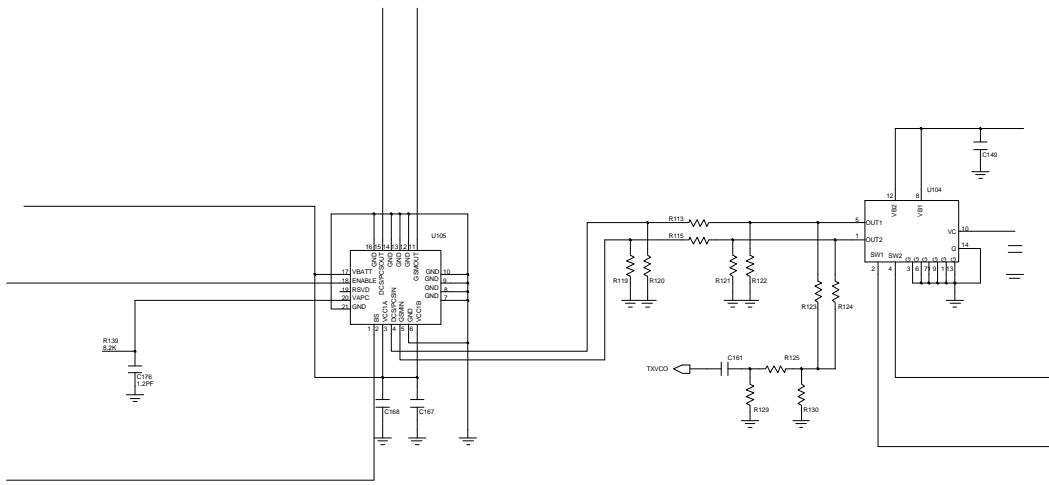 C149
12
8
U104
VB2
VB1
R113
5
OUT1
10
VC
U105
R115
1
OUT2
14
G
16
15
14
13
12
11
GND
DCS/PCSOUT
GND
GND
GND
GSMOUT
SW1
SW2
G
G
G
G
G
G
2
4
3
6
7
9
1
13
17
VBATT
GND
10
18
ENABLE
GND
9
19
RSVD
GND
8
20
VAPC
GND
7
21
GND
R119
R120
R121
R122
R123
R124
BS
VCC1A
DCS/PCSIN
GSMIN
GND
VCC1B
1
2
3
4
5
6
R139
8.2K
C176
1.2PF
TXVCO
C161
R125
R129
R130
C168
C167